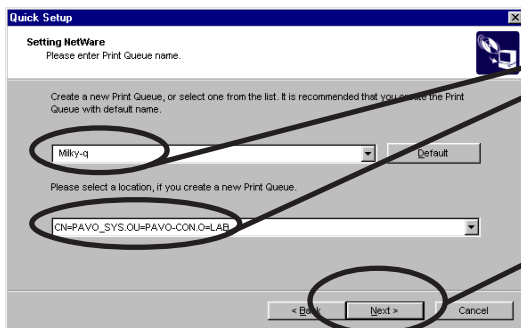 Quick Setup
Setting NetWare
Please enter Print Queue name.
Create a new Print Queue, or select one from the list. It is recommended that you create the Print
Queue with default name.
Milky-q
Default
Please select a location, if you create a new Print Queue.
CN=PAVO_SYS.OU=PAVO-CON.O=LAB
< Back
Next >
Cancel